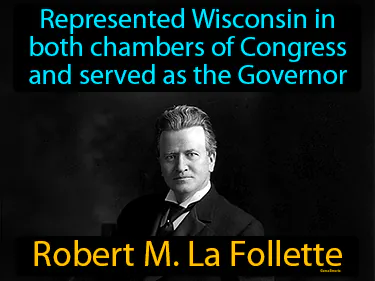 Represented Wisconsin in
both chambers of Congress
and served as the Governor
Robert M. La Follette